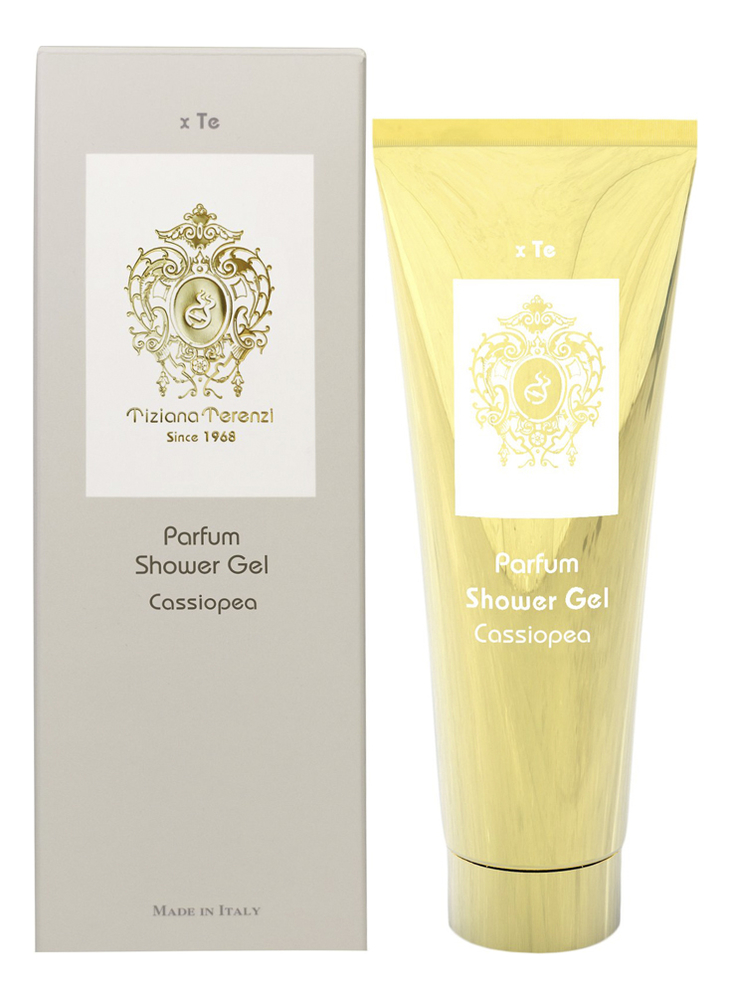 x Te
Tiziana Terenzi
Since 1968
Parfum
Shower Gel
Cassiopea
MADE IN ITALY
x Te
Parfum
Shower Gel
Cassiopea